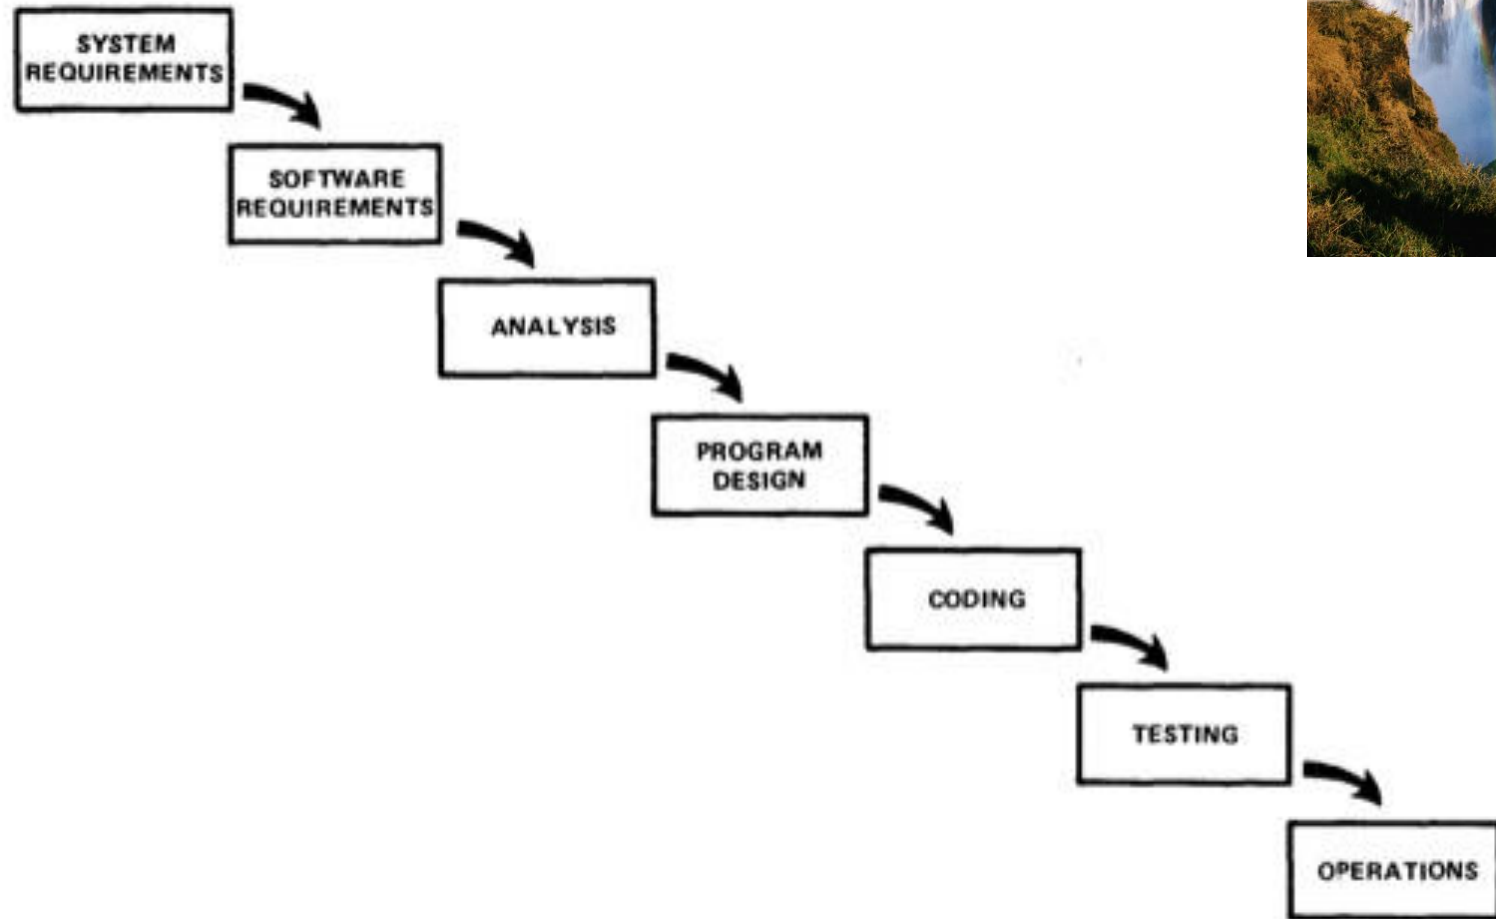 SYSTEM
REQUIREMENTS
SOFTWARE
REQUIREMENTS
ANALYSIS
PROGRAM
DESIGN
CODING
TESTING
OPERATIONS